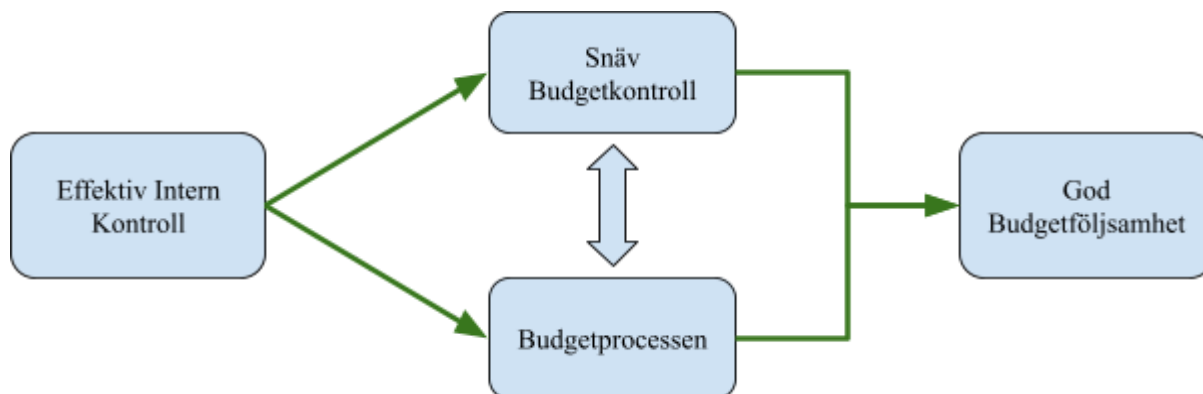 Snäv
Budgetkontroll
Effektiv Intern
Kontroll
God
Budgetföljsamhet
Budgetprocessen